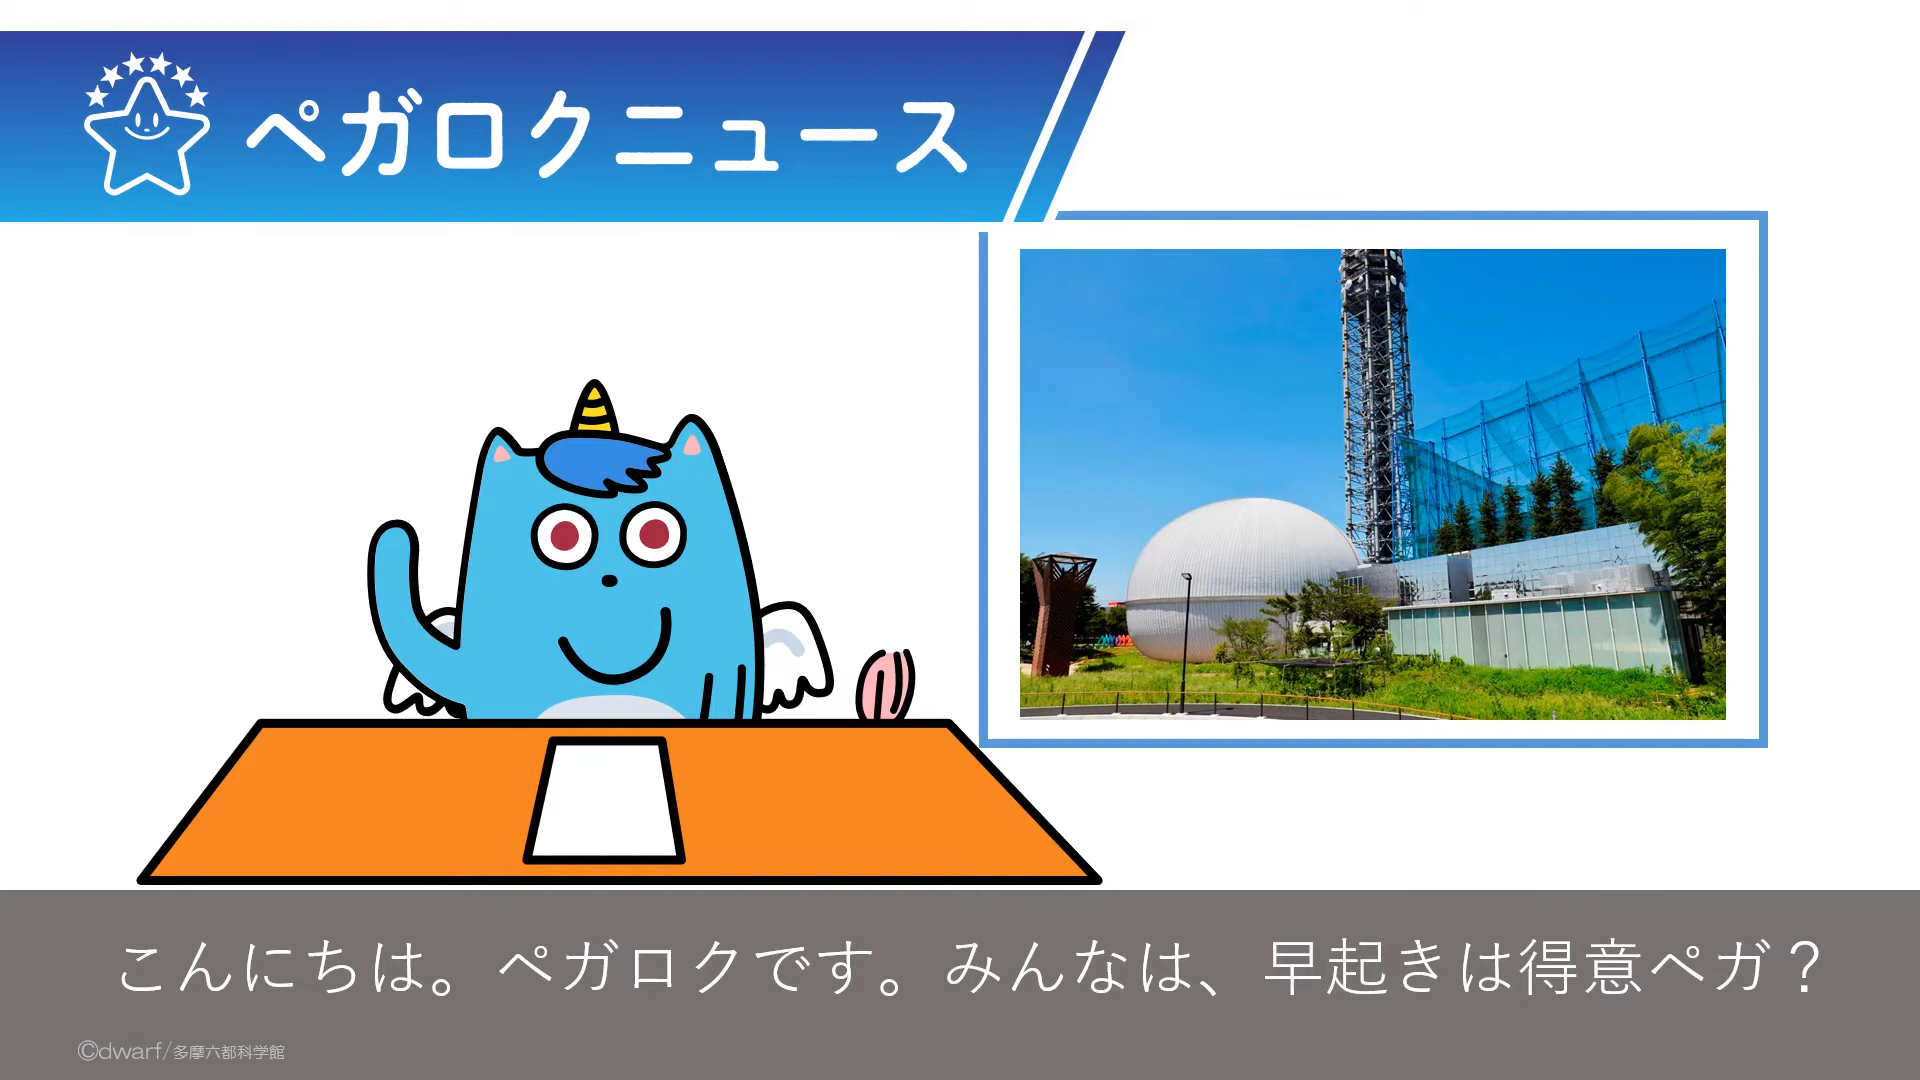 ペガロクニュース
こんにちは。ペガロクです。みんなは、早起きは得意ペガ？
©dwarf/多摩六都科学館